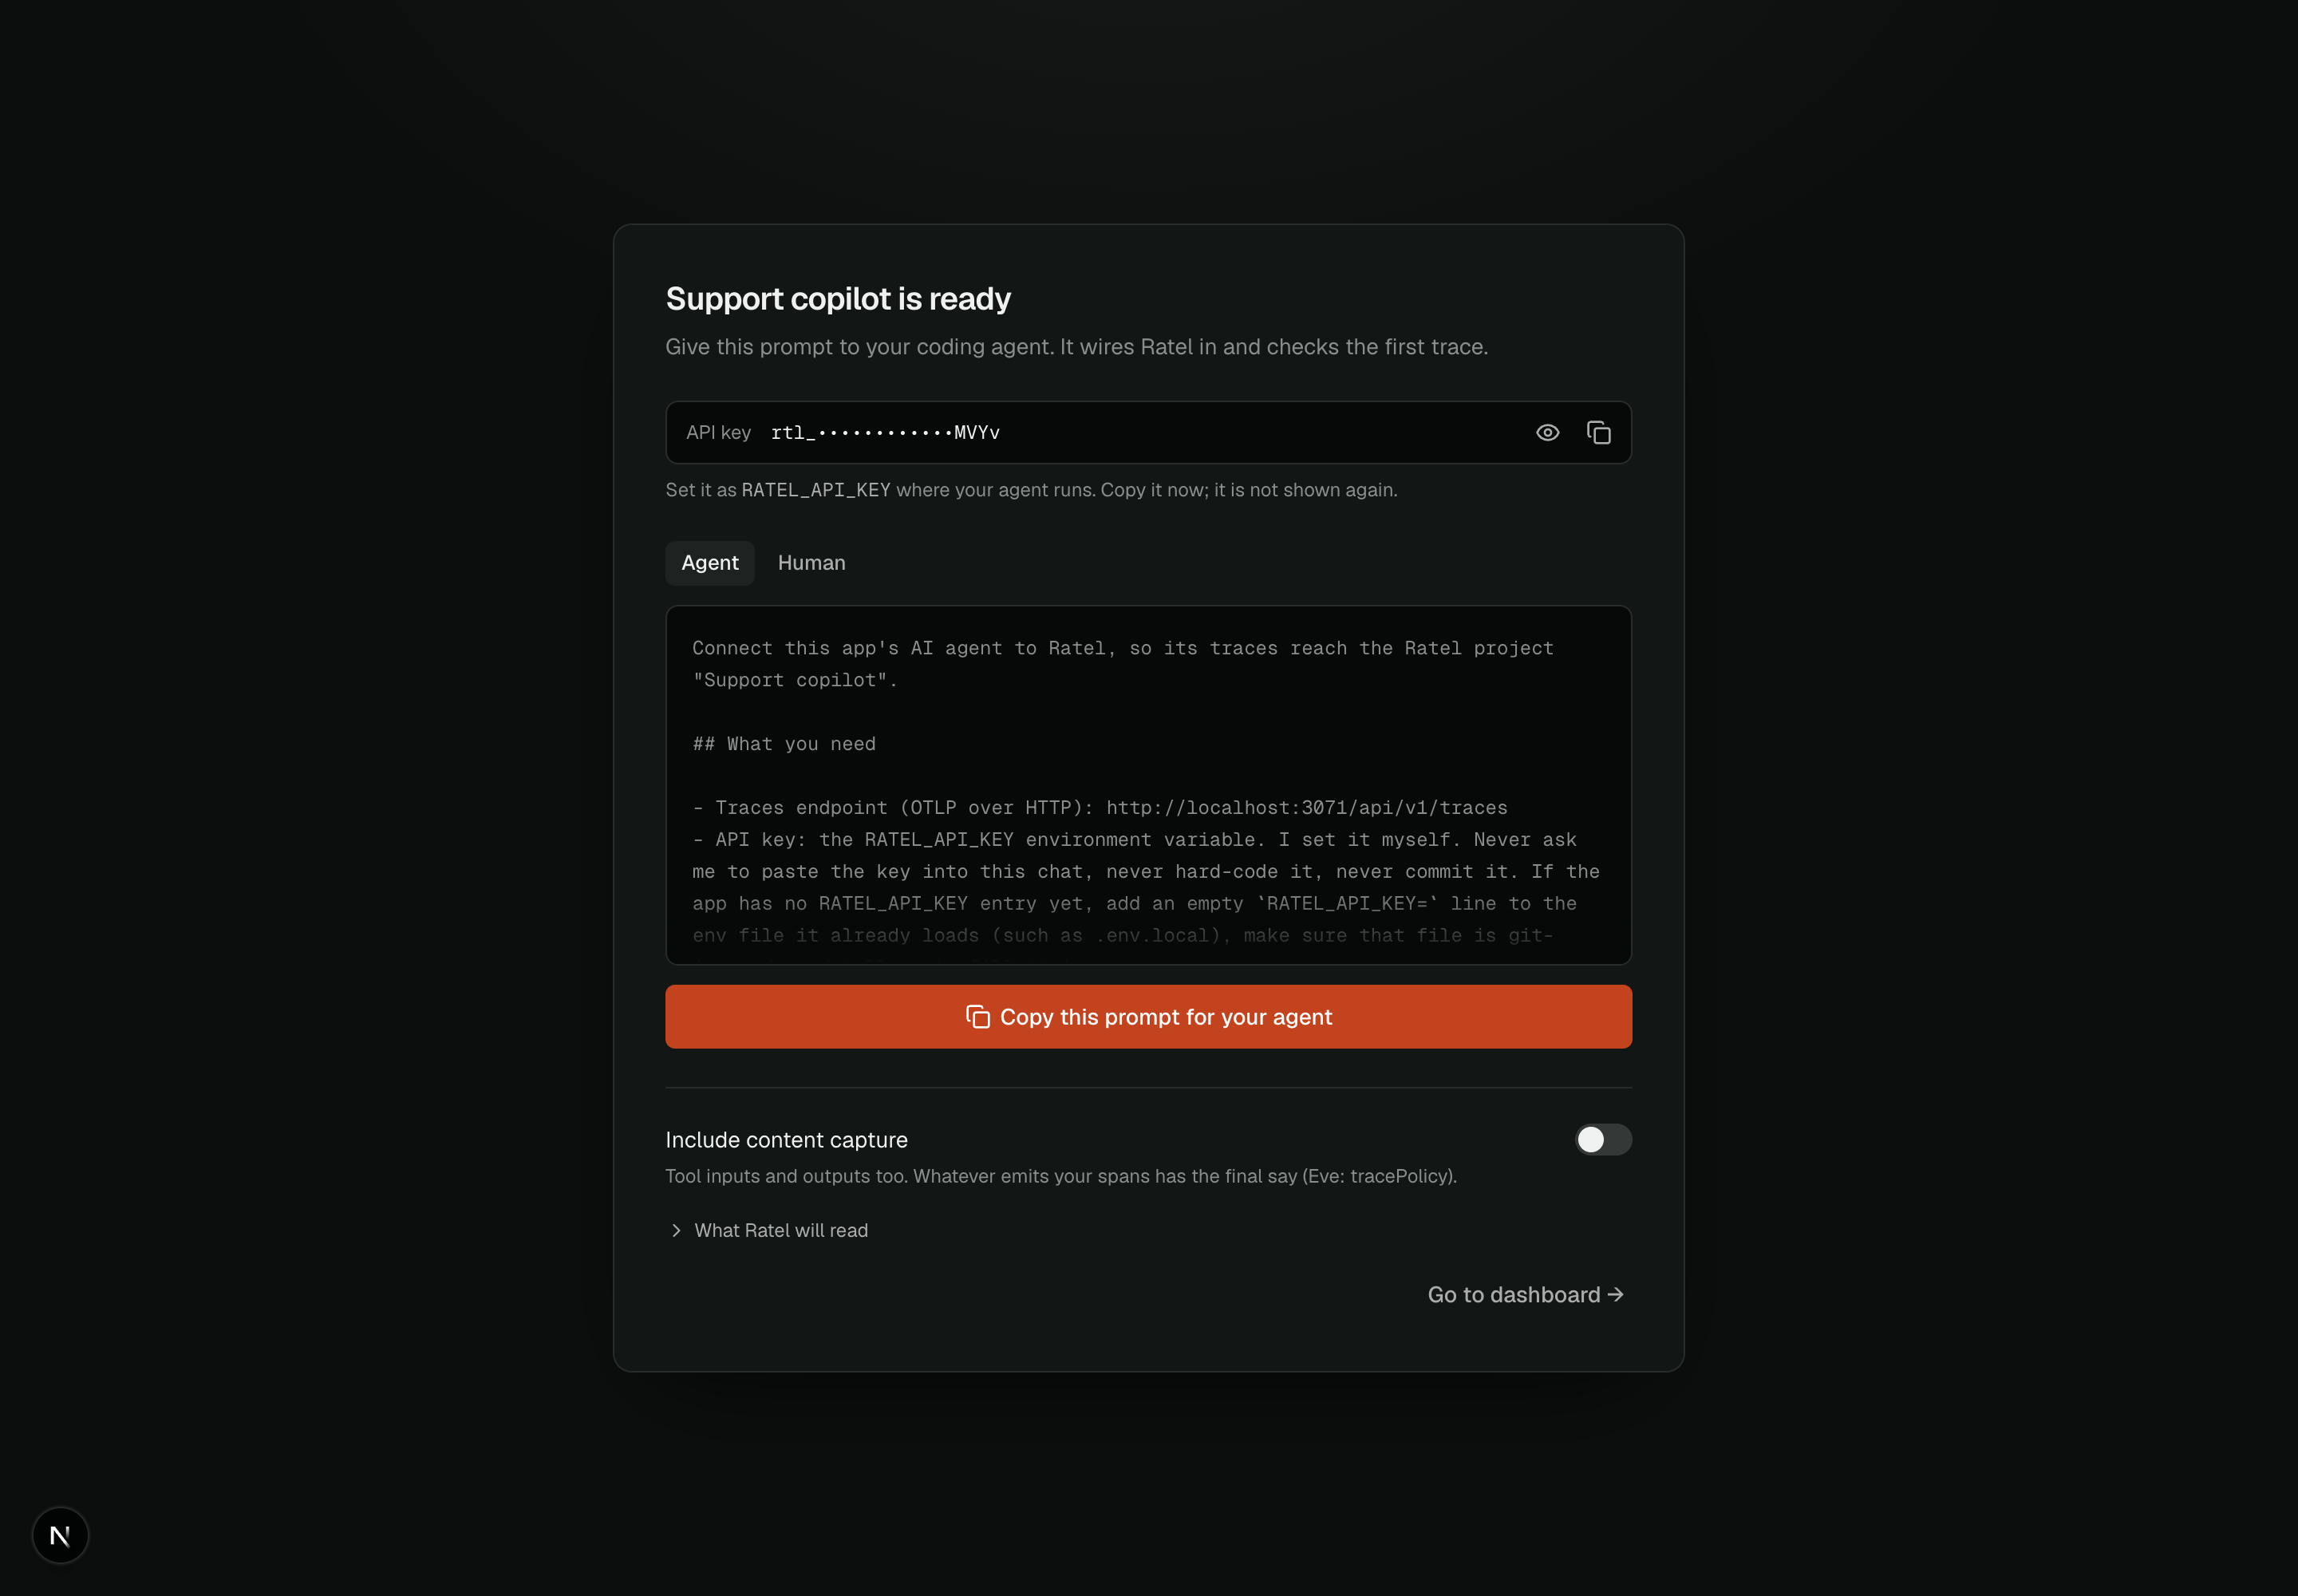 Support copilot is ready
Give this prompt to your coding agent. It wires Ratel in and checks the first trace.
API key rtl_••••••••••••MVYv
Set it as RATEL_API_KEY where your agent runs. Copy it now; it is not shown again.
Agent Human
Connect this app's AI agent to Ratel, so its traces reach the Ratel project
"Support copilot".
## What you need
- Traces endpoint (OTLP over HTTP): http://localhost:3071/api/v1/traces
- API key: the RATEL_API_KEY environment variable. I set it myself. Never ask
me to paste the key into this chat, never hard-code it, never commit it. If the
app has no RATEL_API_KEY entry yet, add an empty `RATEL_API_KEY=` line to the
env file it already loads (such as .env.local), make sure that file is git-
Copy this prompt for your agent
Include content capture
Tool inputs and outputs too. Whatever emits your spans has the final say (Eve: tracePolicy).
What Ratel will read
Go to dashboard →
N